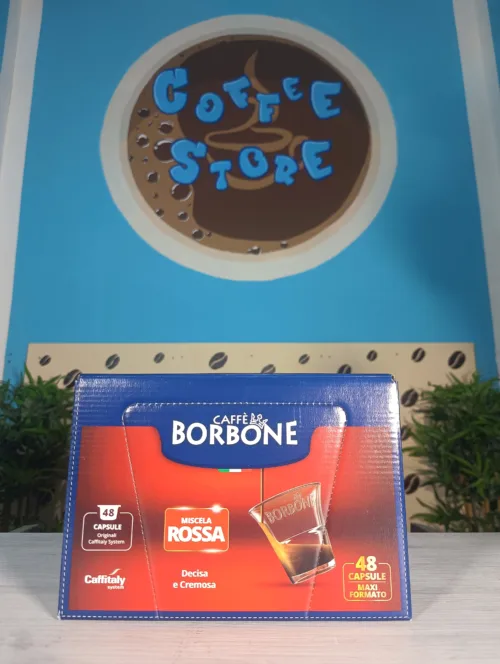 COFFEE
STORE
CAFFÈ
BORBONE
BORBONE
48
CAPSULE
Originali
Caffitaly System
MISCELA
ROSSA
Caffitaly
system
Decisa
e Cremosa
48
CAPSULE
MAXI
FORMATO